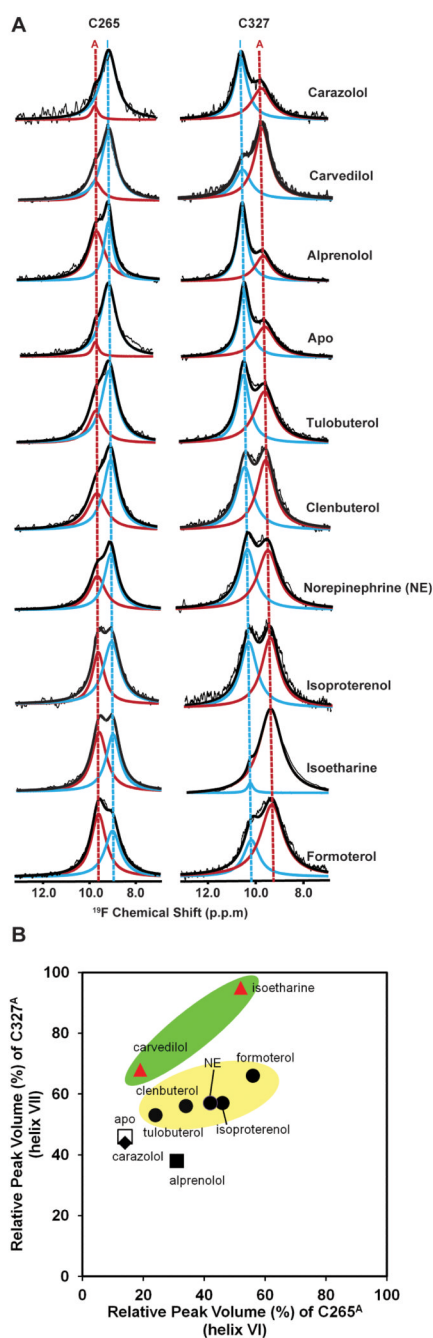 A
C265
C327
A
I
I
A
Carazolol
Carvedilol
Alprenolol
Apo
Tulobuterol
Clenbuterol
Norepinephrine (NE)
Isoproterenol
Isoetharine
Formoterol
12.0 10.0 8.0 12.0 10.0 8.0
19F Chemical Shift (p.p.m)
B
Relative Peak Volume (%) of C327A
(helix VII)
100
80
60
40
20
0
isoetharine
carvedilol
formoterol
NE
clenbuterol
apo
tulobuterol
isoproterenol
carazolol
alprenolol
0 20 40 60 80 100
Relative Peak Volume (%) of C265A
(helix VI)